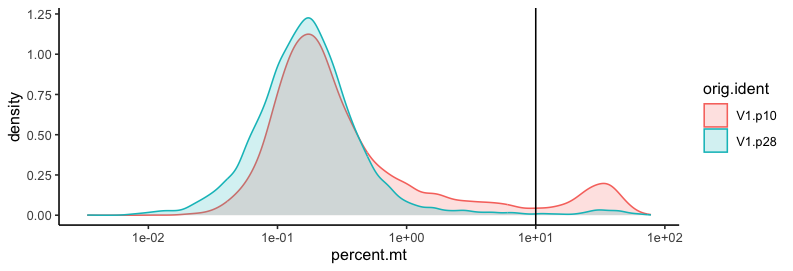 1.25
1.00
0.75
0.50
0.25
0.00
density
1e-02 1e-01 1e+00 1e+01 1e+02
percent.mt
orig.ident
V1.p10
V1.p28